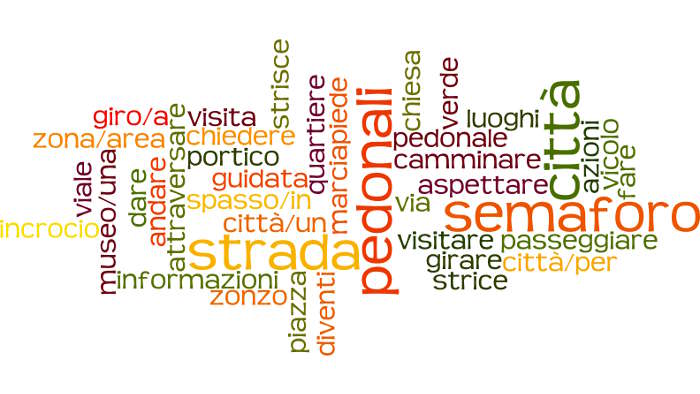 strisce
chiesa
verde
giro/a
visita
quartiere
marciapiede
pedonali
luoghi
città
zona/area
attraversare
chiedere
pedonale
azioni
vicolo
viale
museo/una
portico
camminare
fare
dare
andare
guidata
aspettare
spasso/in
via
semaforo
incrocio
città/un
strada
visitare
passeggiare
informazioni
girare
città/per
zonzo
piazza
diventi
strice